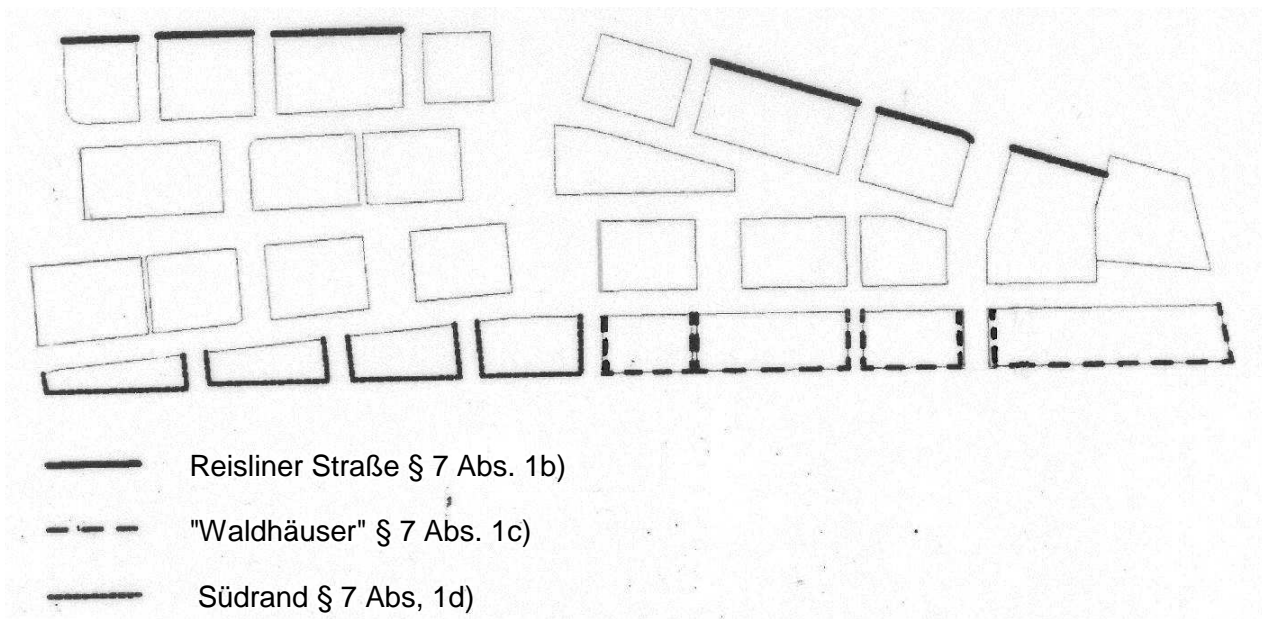 Reisliner Straße § 7 Abs. 1b)
"Waldhäuser" § 7 Abs. 1c)
Südrand § 7 Abs, 1d)